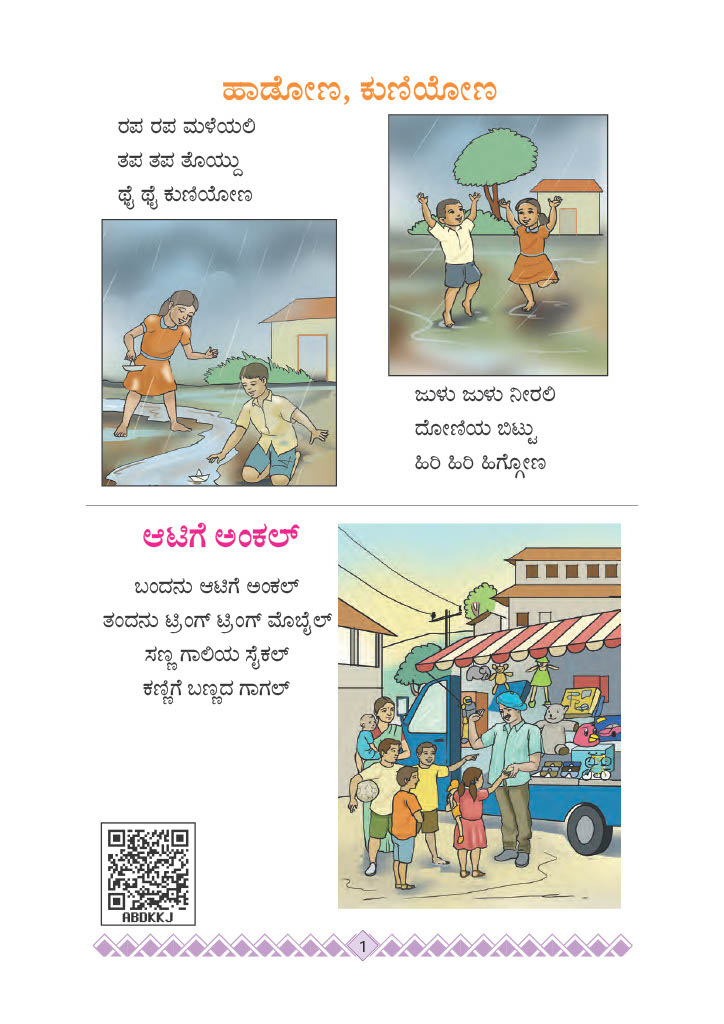 ಹಾಡೋಣ, ಕುಣಿಯೋಣ
ರಪ ರಪ ಮಳೆಯಲಿ
ತಪ ತಪ ತೊಯ್ದು
ಥೈ ಥೈ ಕುಣಿಯೋಣ
ಜುಳು ಜುಳು ನೀರಲಿ
ದೋಣಿಯ ಬಿಟ್ಟು
ಹಿರಿ ಹಿರಿ ಹಿಗ್ಗೋಣ
ಆಟಿಗೆ ಅಂಕಲ್
ಬಂದನು ಆಟಿಗೆ ಅಂಕಲ್
ತಂದನು ಟ್ರಿಂಗ್ ಟ್ರಿಂಗ್ ಮೊಬೈಲ್
ಸಣ್ಣ ಗಾಲಿಯ ಸೈಕಲ್
ಕಣ್ಣಿಗೆ ಬಣ್ಣದ ಗಾಗಲ್
ABDKKJ
1